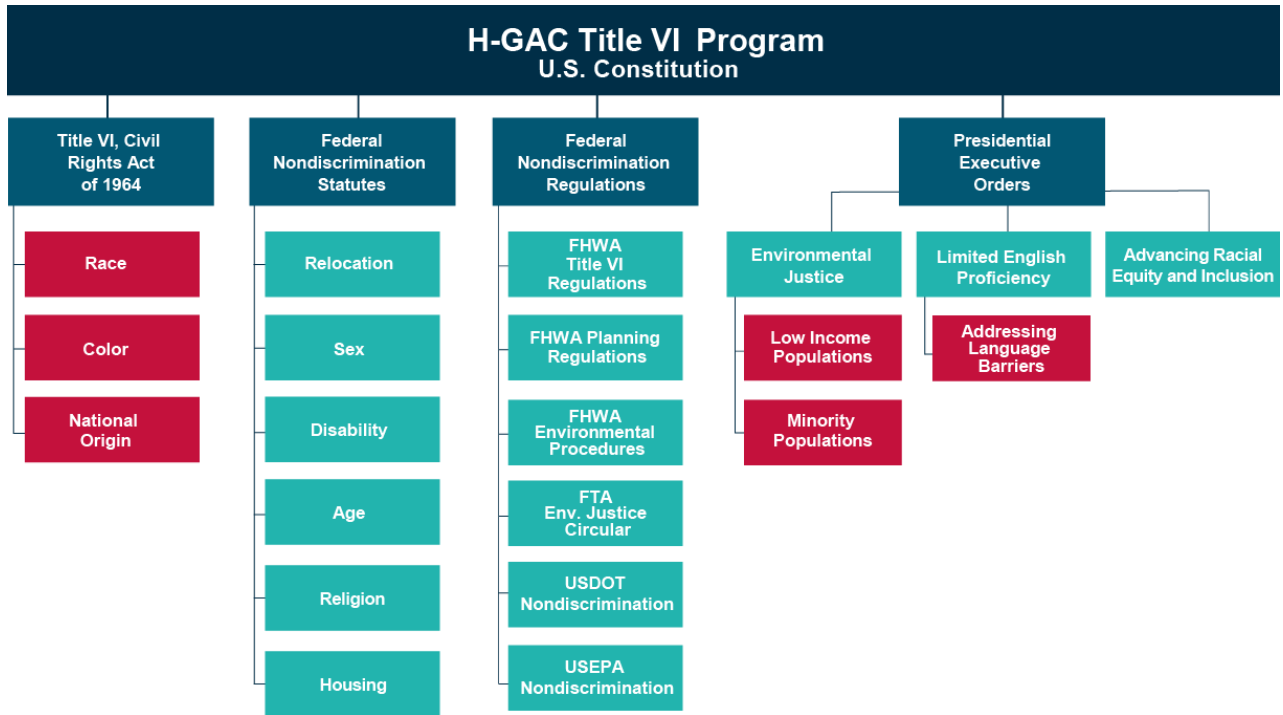 H-GAC Title VI Program
U.S. Constitution
Title VI, Civil
Rights Act
of 1964
Race
Color
National
Origin
Federal
Nondiscrimination
Statutes
Relocation
Sex
Disability
Age
Religion
Housing
Federal
Nondiscrimination
Regulations
FHWA
Title VI
Regulations
FHWA Planning
Regulations
FHWA
Environmental
Procedures
FTA
Env. Justice
Circular
USDOT
Nondiscrimination
USEPA
Nondiscrimination
Presidential
Executive
Orders
Environmental
Justice
Low Income
Populations
Minority
Populations
Limited English
Proficiency
Addressing
Language
Barriers
Advancing Racial
Equity and Inclusion